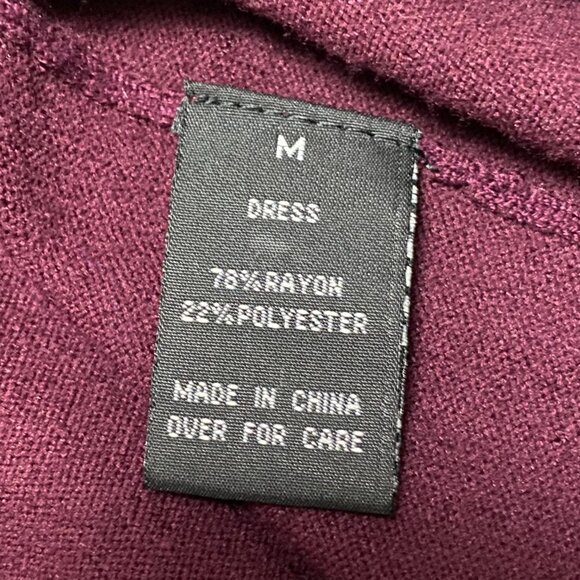 M
DRESS
78%RAYON
22%POLYESTER
MADE IN CHINA
OVER FOR CARE